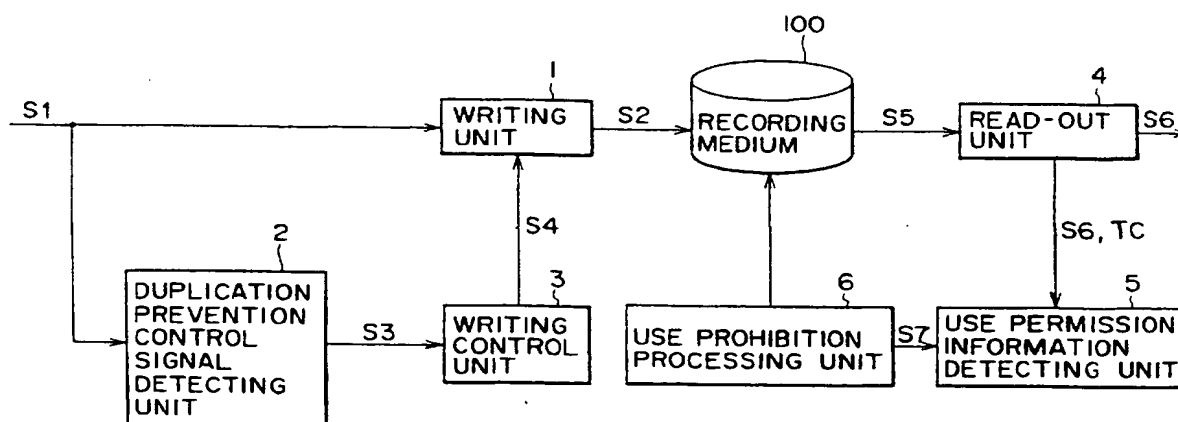 100
1
4
S1
WRITING
UNIT
S2
RECORDING
MEDIUM
S5
READ-OUT
UNIT
S6
S4
S6, TC
2
DUPLICATION
PREVENTION
CONTROL
SIGNAL
DETECTING
UNIT
S3
3
WRITING
CONTROL
UNIT
6
USE PROHIBITION
PROCESSING UNIT
S7
5
USE PERMISSION
INFORMATION
DETECTING UNIT